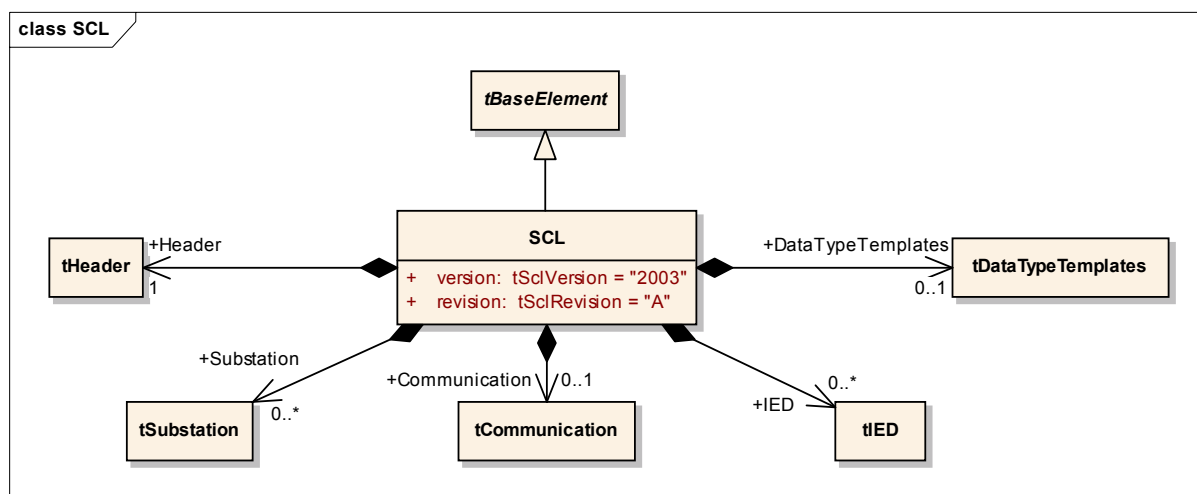 class SCL
tBaseElement
SCL
+ version: tSclVersion = "2003"
+ revision: tSclRevision = "A"
+Header
1
tHeader
+DataTypeTemplates
0..1
tDataTypeTemplates
+Substation
0..*
tSubstation
+Communication
0..1
tCommunication
0..*
+IED
tIED